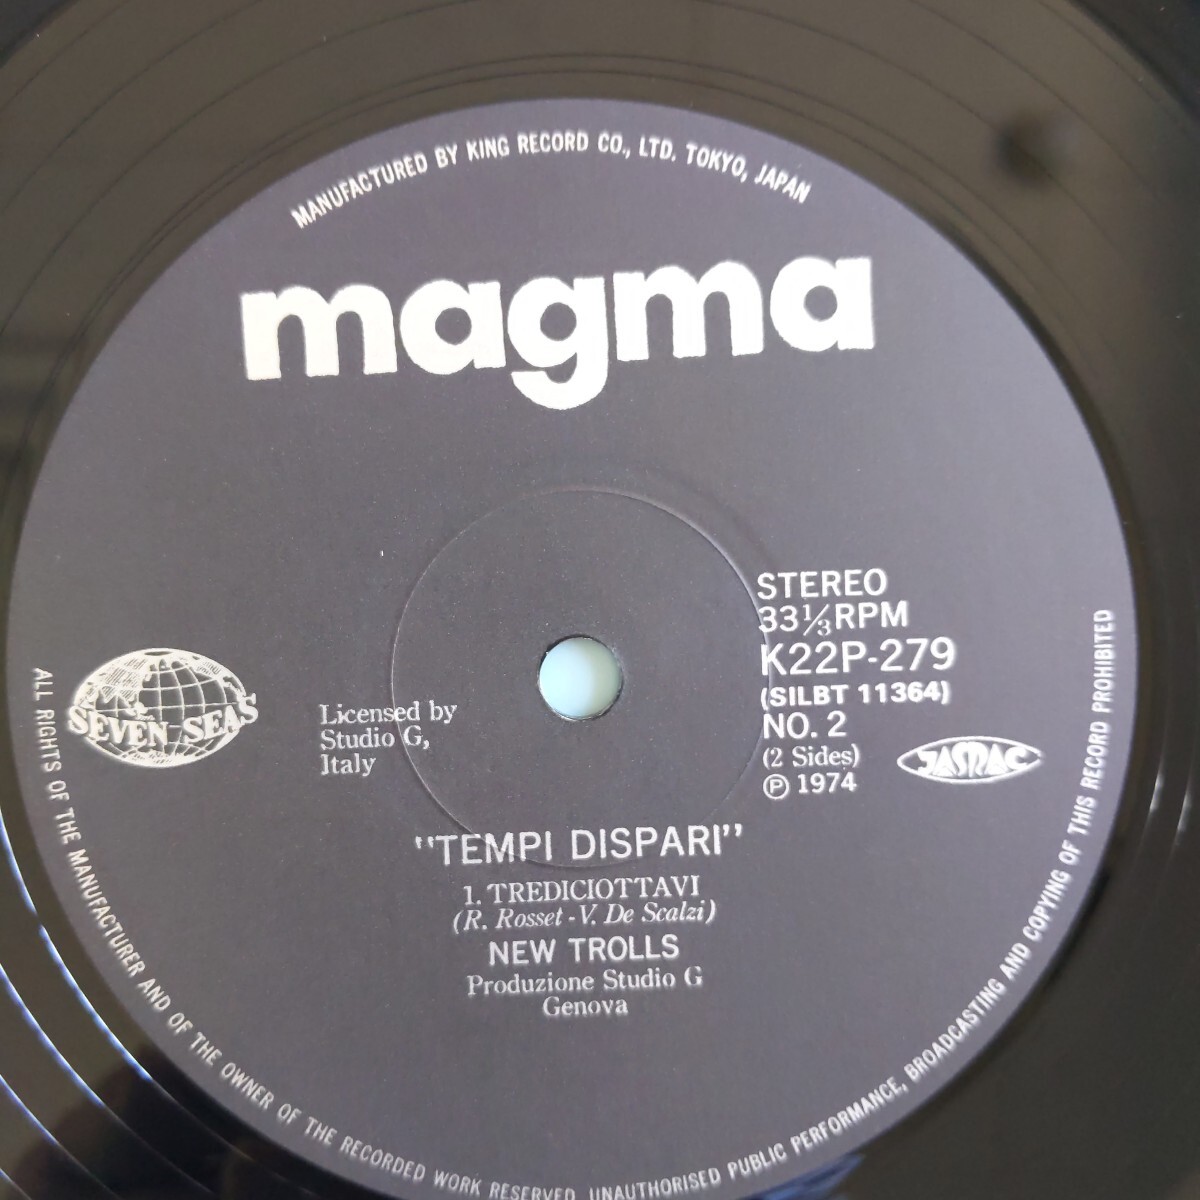 MANUFACTURED BY KING RECORD CO., LTD. TOKYO, JAPAN
magma
STEREO
33⅓RPM
K22P-279
(SILBT 11364)
NO. 2
(2 Sides)
Ⓟ 1974
SEVEN SEAS
Licensed by
Studio G,
Italy
JASRAC
"TEMPI DISPARI"
1. TREDICIOTTAVI
(R. Rosset - V. De Scalzi)
NEW TROLLS
Produzione Studio G
Genova
ALL RIGHTS OF THE MANUFACTURER AND OF THE OWNER OF THE RECORDED WORK RESERVED. UNAUTHORISED PUBLIC PERFORMANCE, BROADCASTING AND COPYING OF THIS RECORD PROHIBITED